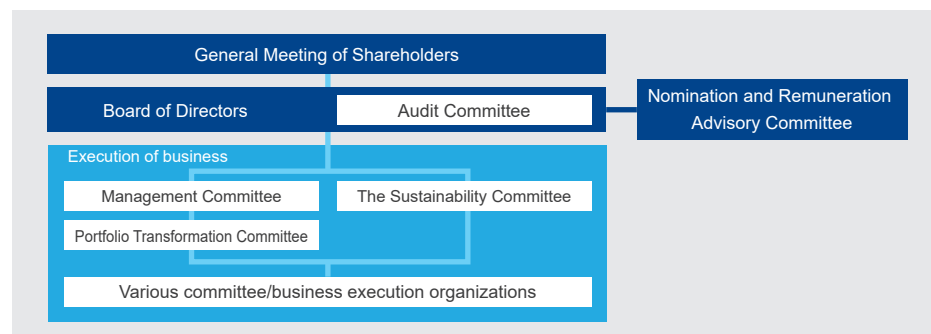 General Meeting of Shareholders
Board of Directors
Audit Committee
Nomination and Remuneration
Advisory Committee
Execution of business
Management Committee
The Sustainability Committee
Portfolio Transformation Committee
Various committee/business execution organizations